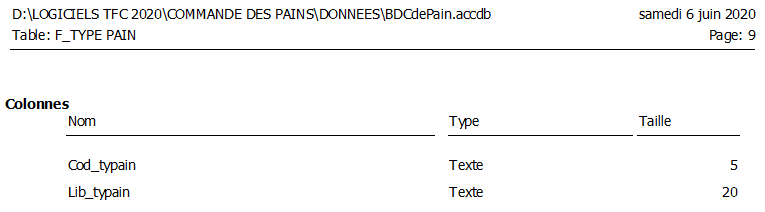 D:\LOGICIELS TFC 2020\COMMANDE DES PAINS\DONNEES\BDCdePain.accdb samedi 6 juin 2020
Table: F_TYPE PAIN Page: 9
Colonnes
Nom Type Taille
Cod_typain Texte 5
Lib_typain Texte 20